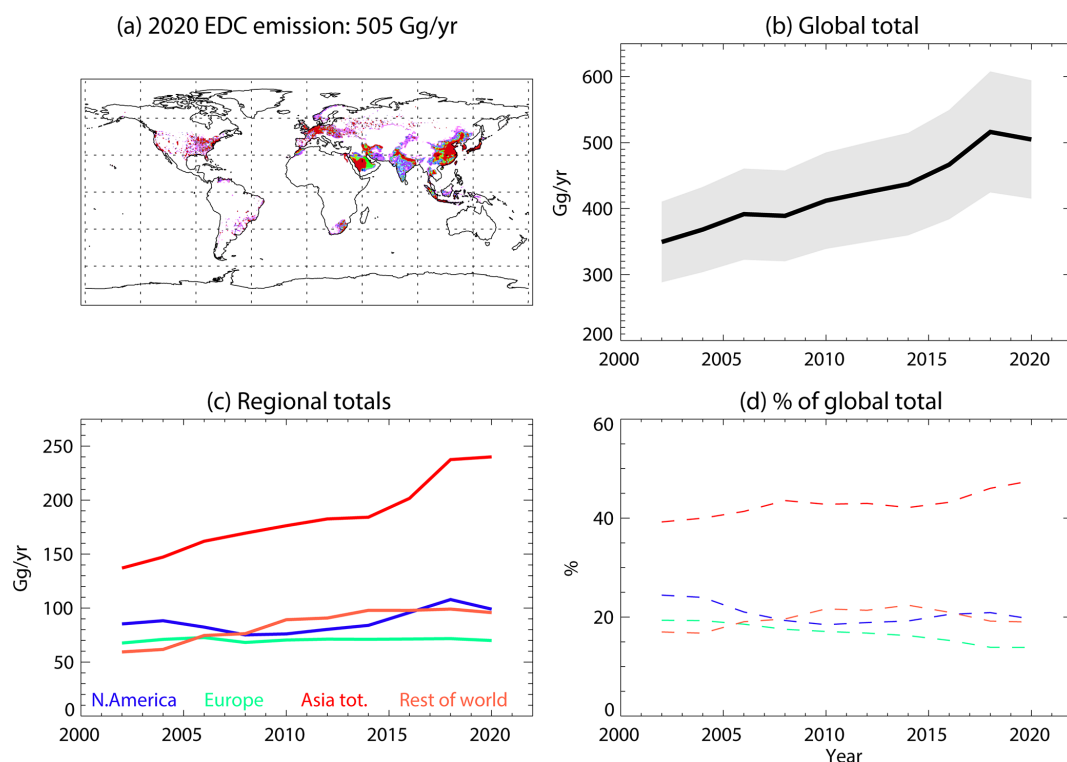 (a) 2020 EDC emission: 505 Gg/yr
(b) Global total
600
500
400
300
200
Gg/yr
2000 2005 2010 2015 2020
(c) Regional totals
250
200
150
100
50
0
Gg/yr
N.America Europe Asia tot. Rest of world
2000 2005 2010 2015 2020
(d) % of global total
60
40
20
0
%
2000 2005 2010 2015 2020
Year